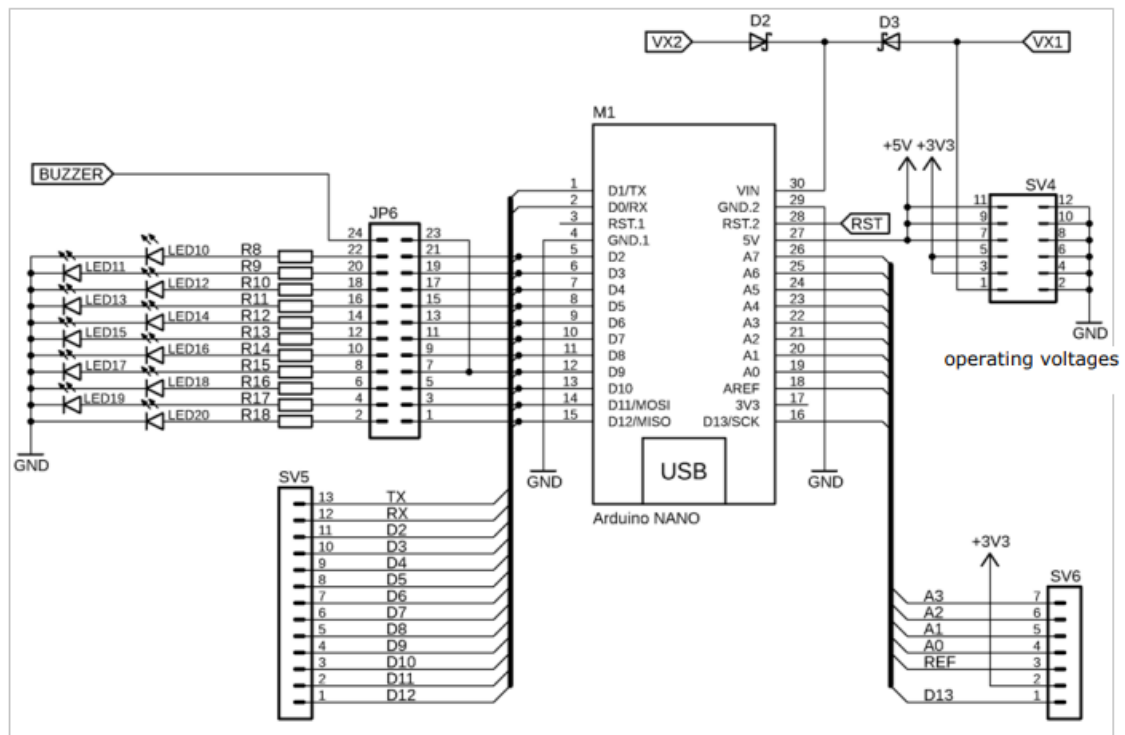 D2 D3
VX2 VX1
M1
+5V +3V3
BUZZER
SV4
JP6
1 D1/TX VIN 30
2 D0/RX GND.2 29
3 RST.1 RST.2 28 RST
4 GND.1 5V 27
5 D2 A7 26
6 D3 A6 25
7 D4 A5 24
8 D5 A4 23
9 D6 A3 22
10 D7 A2 21
11 D8 A1 20
12 D9 A0 19
13 D10 AREF 18
14 D11/MOSI 3V3 17
15 D12/MISO D13/SCK 16
11 12
9 10
7 8
5 6
3 4
1 2
GND
operating voltages
24 23
LED10 R8 22 21
LED11 R9 20 19
LED12 R10 18 17
LED13 R11 16 15
LED14 R12 14 13
LED15 R13 12 11
LED16 R14 10 9
LED17 R15 8 7
LED18 R16 6 5
LED19 R17 4 3
LED20 R18 2 1
GND
USB
GND GND
Arduino NANO
SV5
13 TX
12 RX
11 D2
10 D3
9 D4
8 D5
7 D6
6 D7
5 D8
4 D9
3 D10
2 D11
1 D12
+3V3
SV6
A3 7
A2 6
A1 5
A0 4
REF 3
2
D13 1